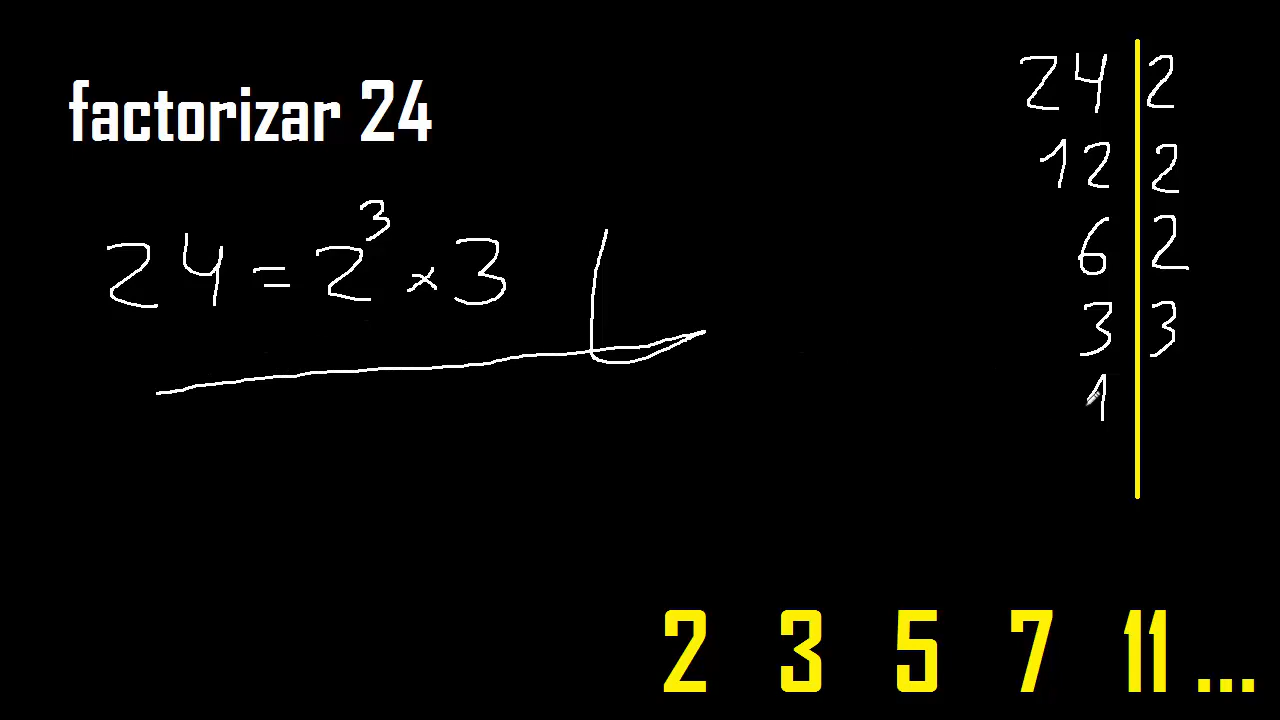 factorizar 24
24 = 2³ × 3
24 | 2
12 | 2
6 | 2
3 | 3
1 |
2 3 5 7 11 ...